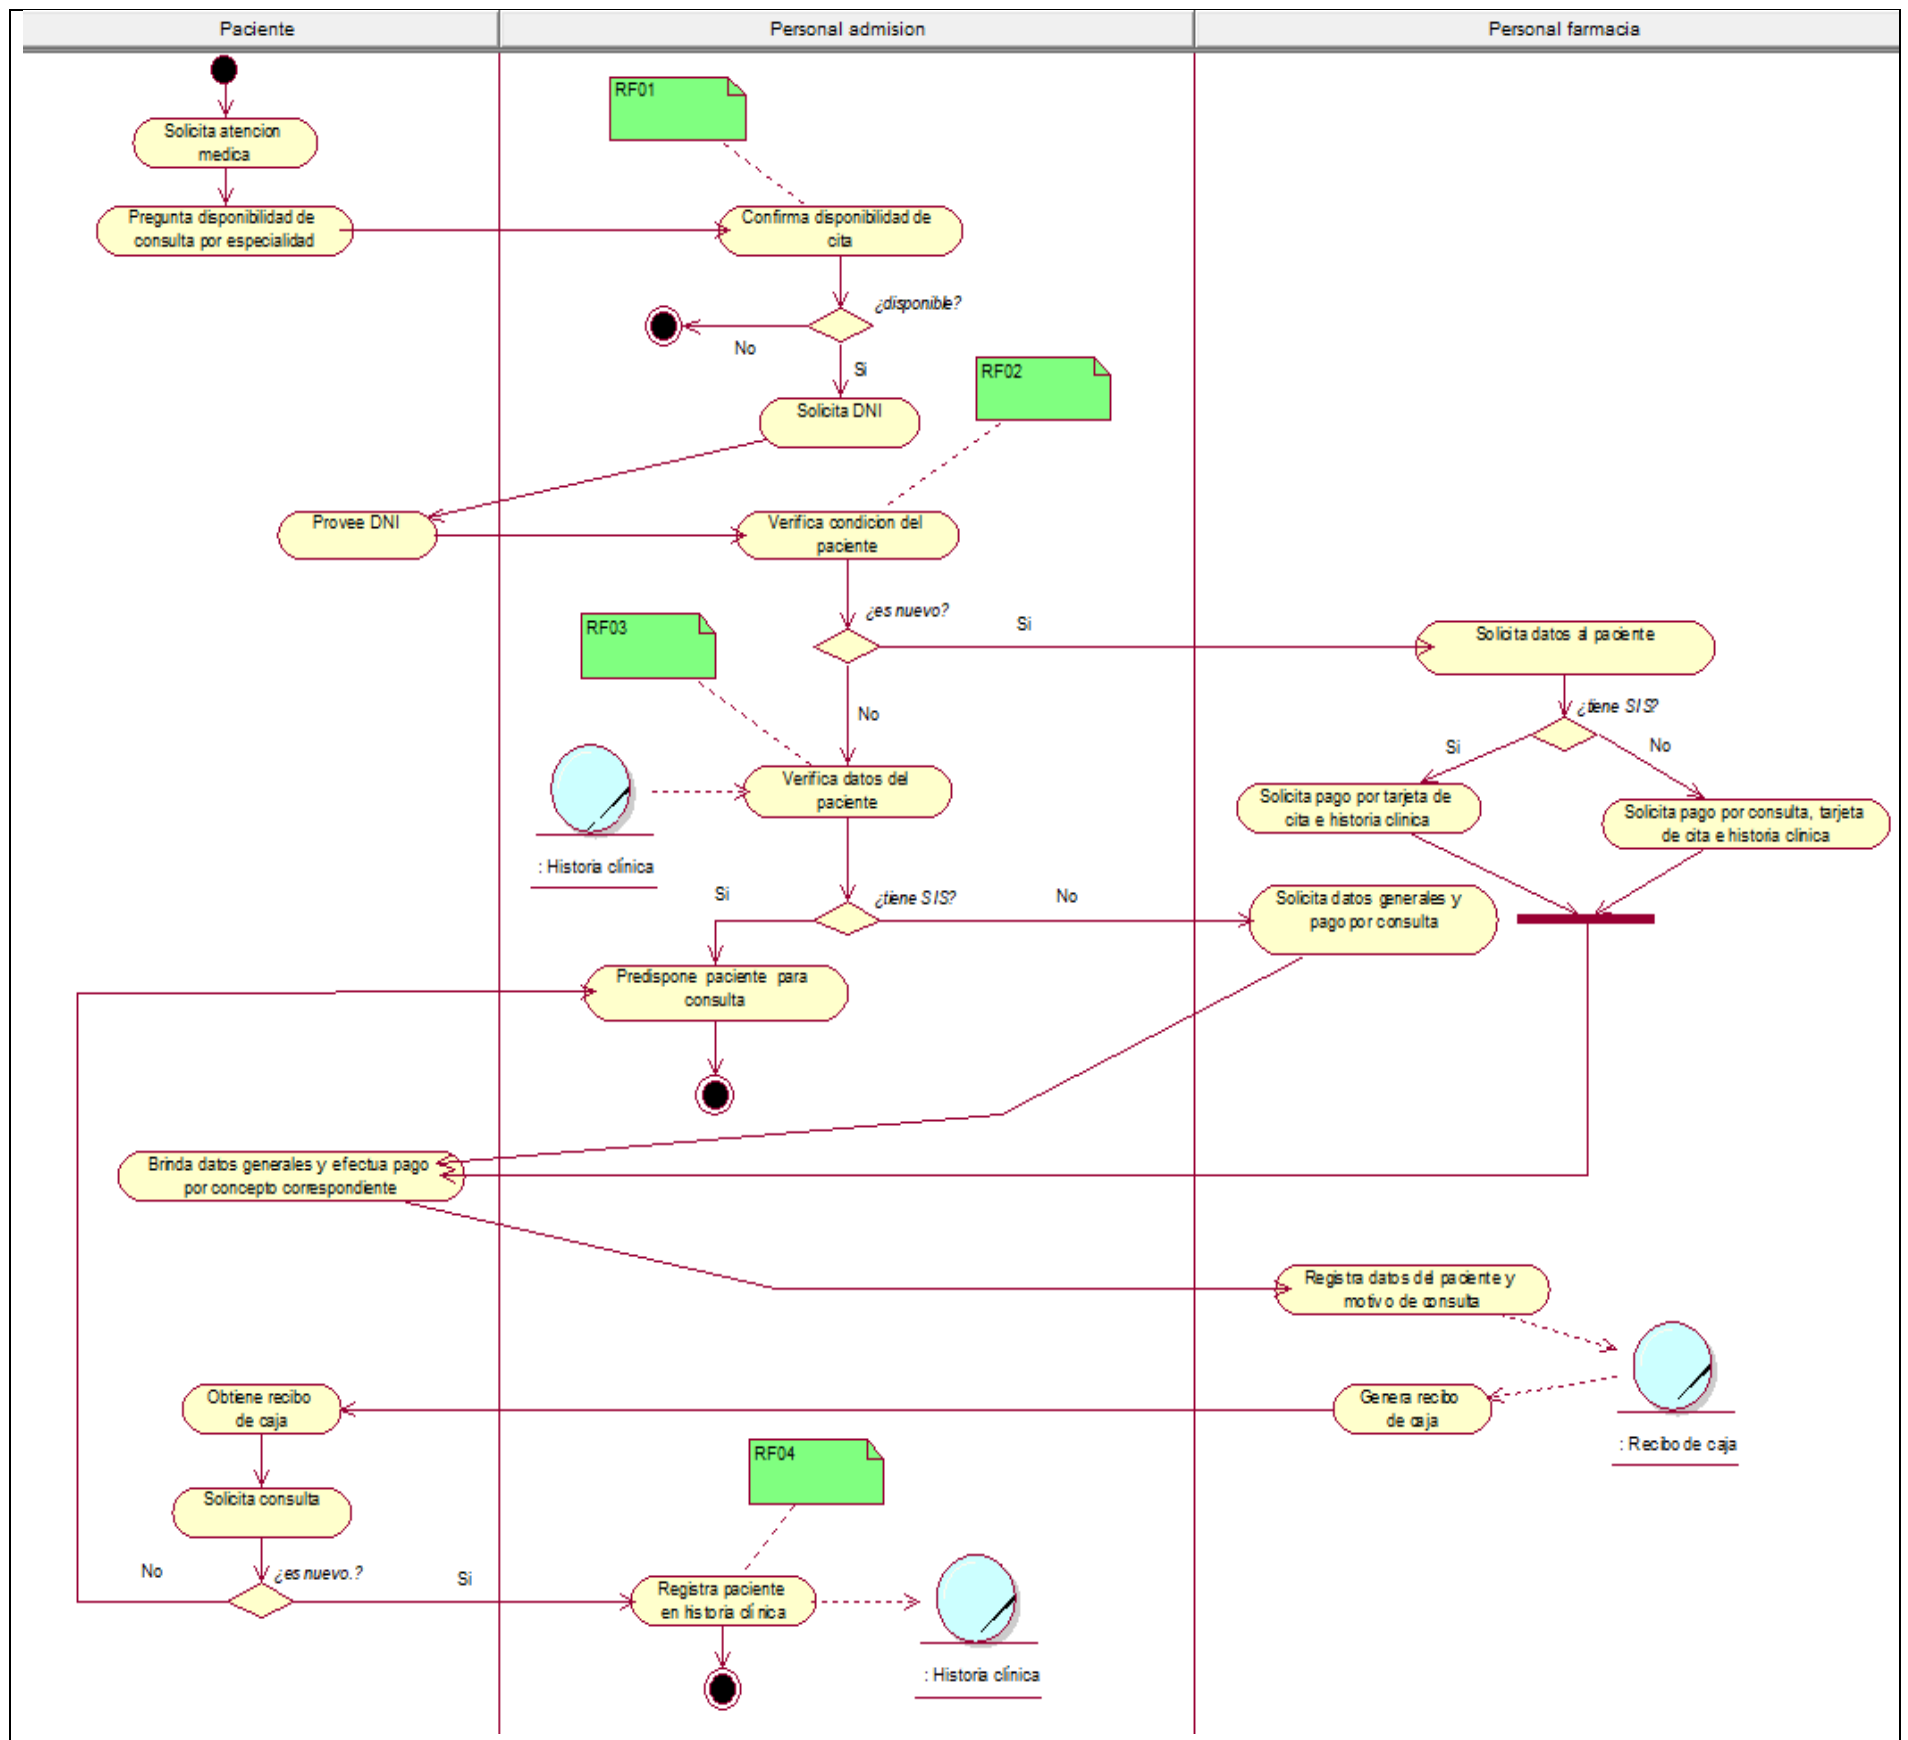 Paciente
Personal admision
Personal farmacia
RF01
Solicita atencion
medica
Pregunta disponibilidad de
consulta por especialidad
Confirma disponibilidad de
cita
¿disponible?
No
Si
RF02
Solicita DNI
Provee DNI
Verifica condicion del
paciente
¿es nuevo?
Si
RF03
Solicita datos al paciente
No
¿tiene SIS?
Si
No
Verifica datos del
paciente
Solicita pago por tarjeta de
cita e historia clinica
Solicita pago por consulta, tarjeta
de cita e historia clinica
: Historia clínica
Si
¿tiene SIS?
No
Solicita datos generales y
pago por consulta
Predispone paciente para
consulta
Brinda datos generales y efectua pago
por concepto correspondiente
Registra datos del paciente y
motivo de consulta
Obtiene recibo
de caja
Genera recibo
de caja
: Recibo de caja
RF04
Solicita consulta
No
¿es nuevo.?
Si
Registra paciente
en historia clínica
: Historia clínica